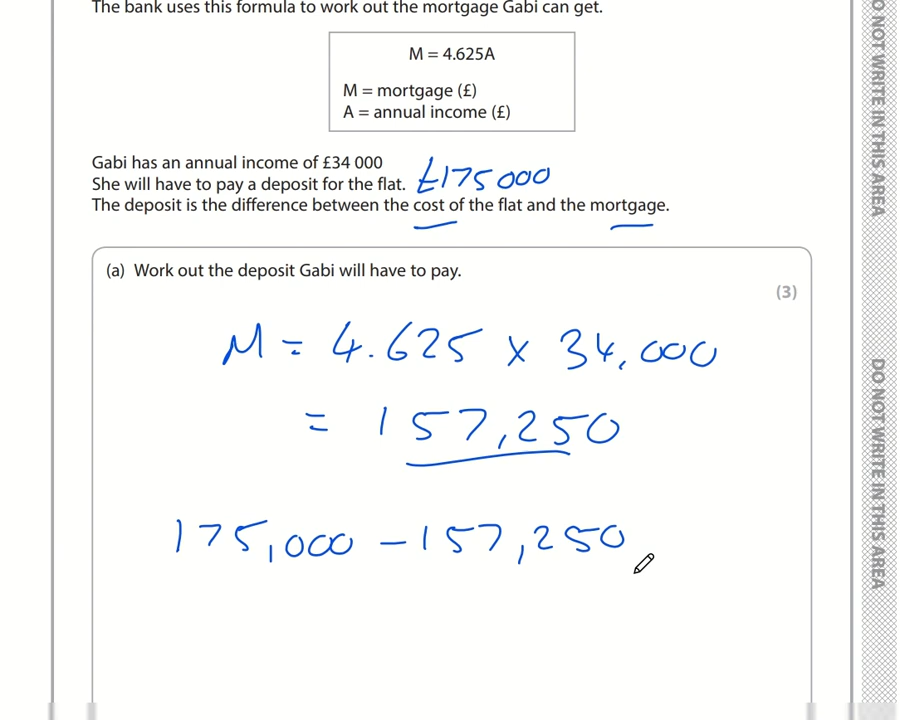 The bank uses this formula to work out the mortgage Gabi can get.
M = 4.625A
M = mortgage (£)
A = annual income (£)
Gabi has an annual income of £34 000
She will have to pay a deposit for the flat. £175 000
The deposit is the difference between the cost of the flat and the mortgage.
(a) Work out the deposit Gabi will have to pay.
(3)
M = 4.625 x 34,000
= 157,250
175,000 - 157,250
DO NOT WRITE IN THIS AREA
DO NOT WRITE IN THIS AREA